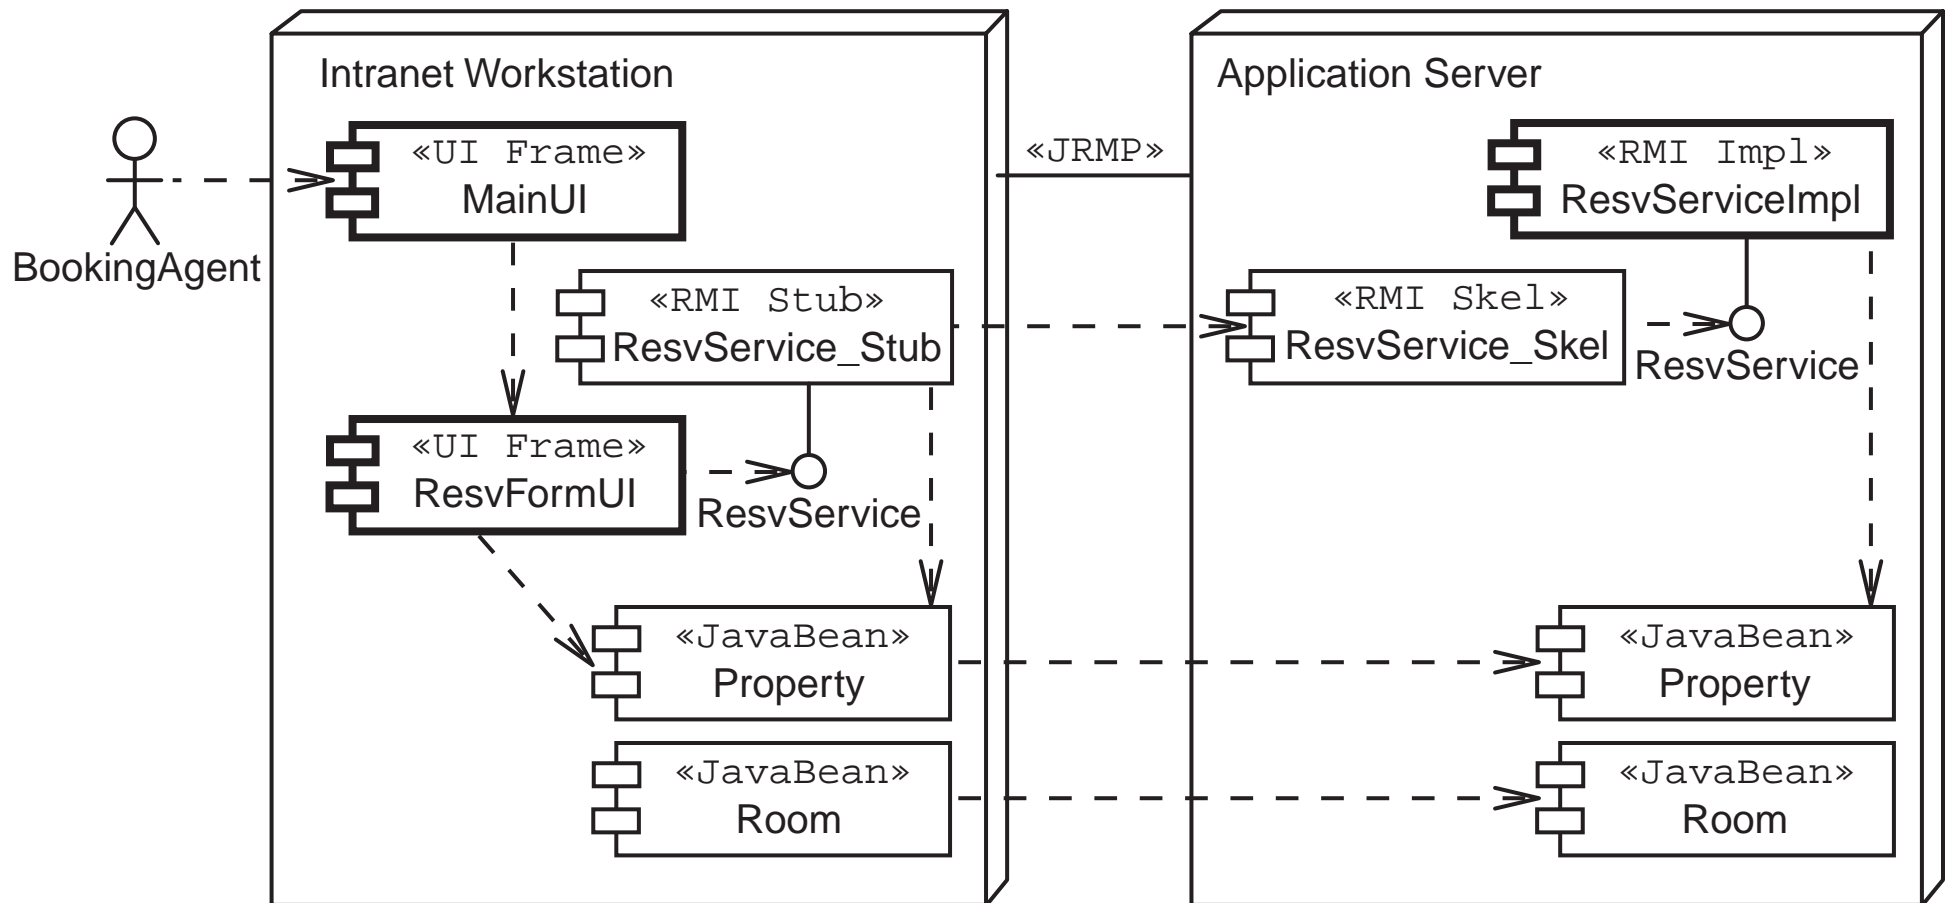 Intranet Workstation
Application Server
«UI Frame»
MainUI
«JRMP»
«RMI Impl»
ResvServiceImpl
BookingAgent
«RMI Stub»
ResvService_Stub
«RMI Skel»
ResvService_Skel
ResvService
«UI Frame»
ResvFormUI
ResvService
«JavaBean»
Property
«JavaBean»
Property
«JavaBean»
Room
«JavaBean»
Room